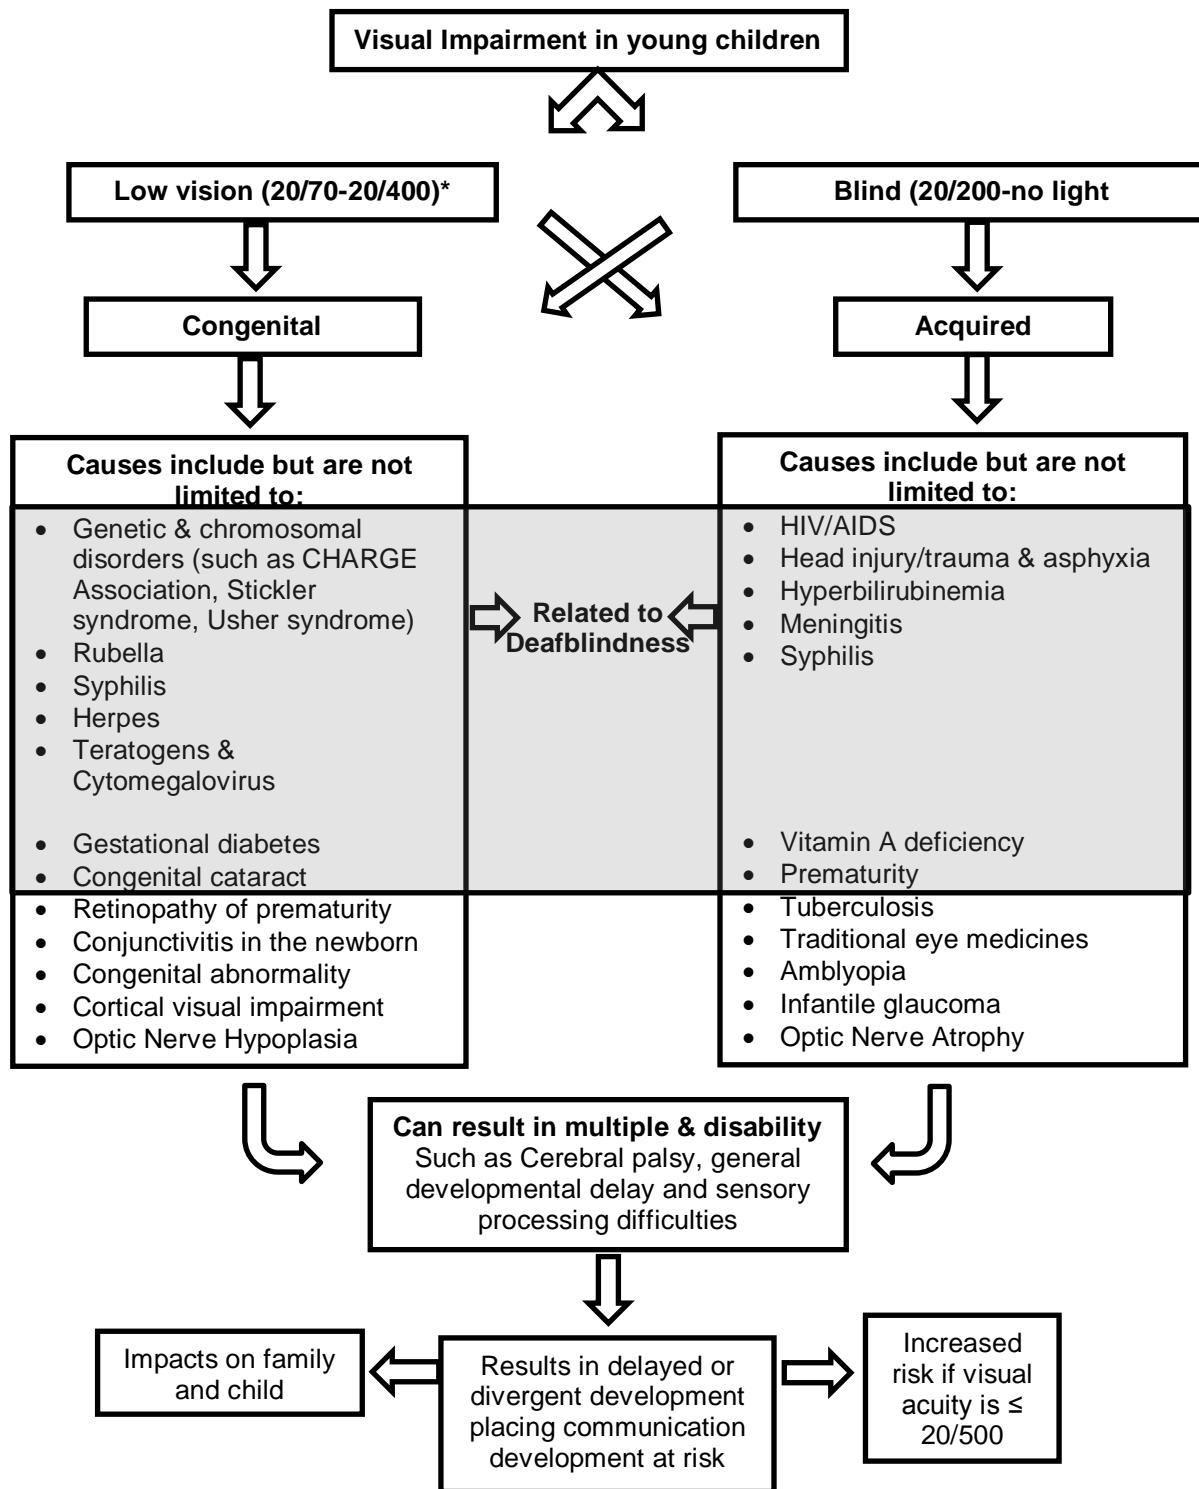 Visual Impairment in young children
Low vision (20/70-20/400)*
Blind (20/200-no light
Congenital
Acquired
Causes include but are not
limited to:
• Genetic & chromosomal
disorders (such as CHARGE
Association, Stickler
syndrome, Usher syndrome)
• Rubella
• Syphilis
• Herpes
• Teratogens &
Cytomegalovirus
• Gestational diabetes
• Congenital cataract
• Retinopathy of prematurity
• Conjunctivitis in the newborn
• Congenital abnormality
• Cortical visual impairment
• Optic Nerve Hypoplasia
Related to
Deafblindness
Causes include but are not
limited to:
• HIV/AIDS
• Head injury/trauma & asphyxia
• Hyperbilirubinemia
• Meningitis
• Syphilis
• Vitamin A deficiency
• Prematurity
• Tuberculosis
• Traditional eye medicines
• Amblyopia
• Infantile glaucoma
• Optic Nerve Atrophy
Can result in multiple & disability
Such as Cerebral palsy, general
developmental delay and sensory
processing difficulties
Impacts on family
and child
Results in delayed or
divergent development
placing communication
development at risk
Increased
risk if visual
acuity is ≤
20/500